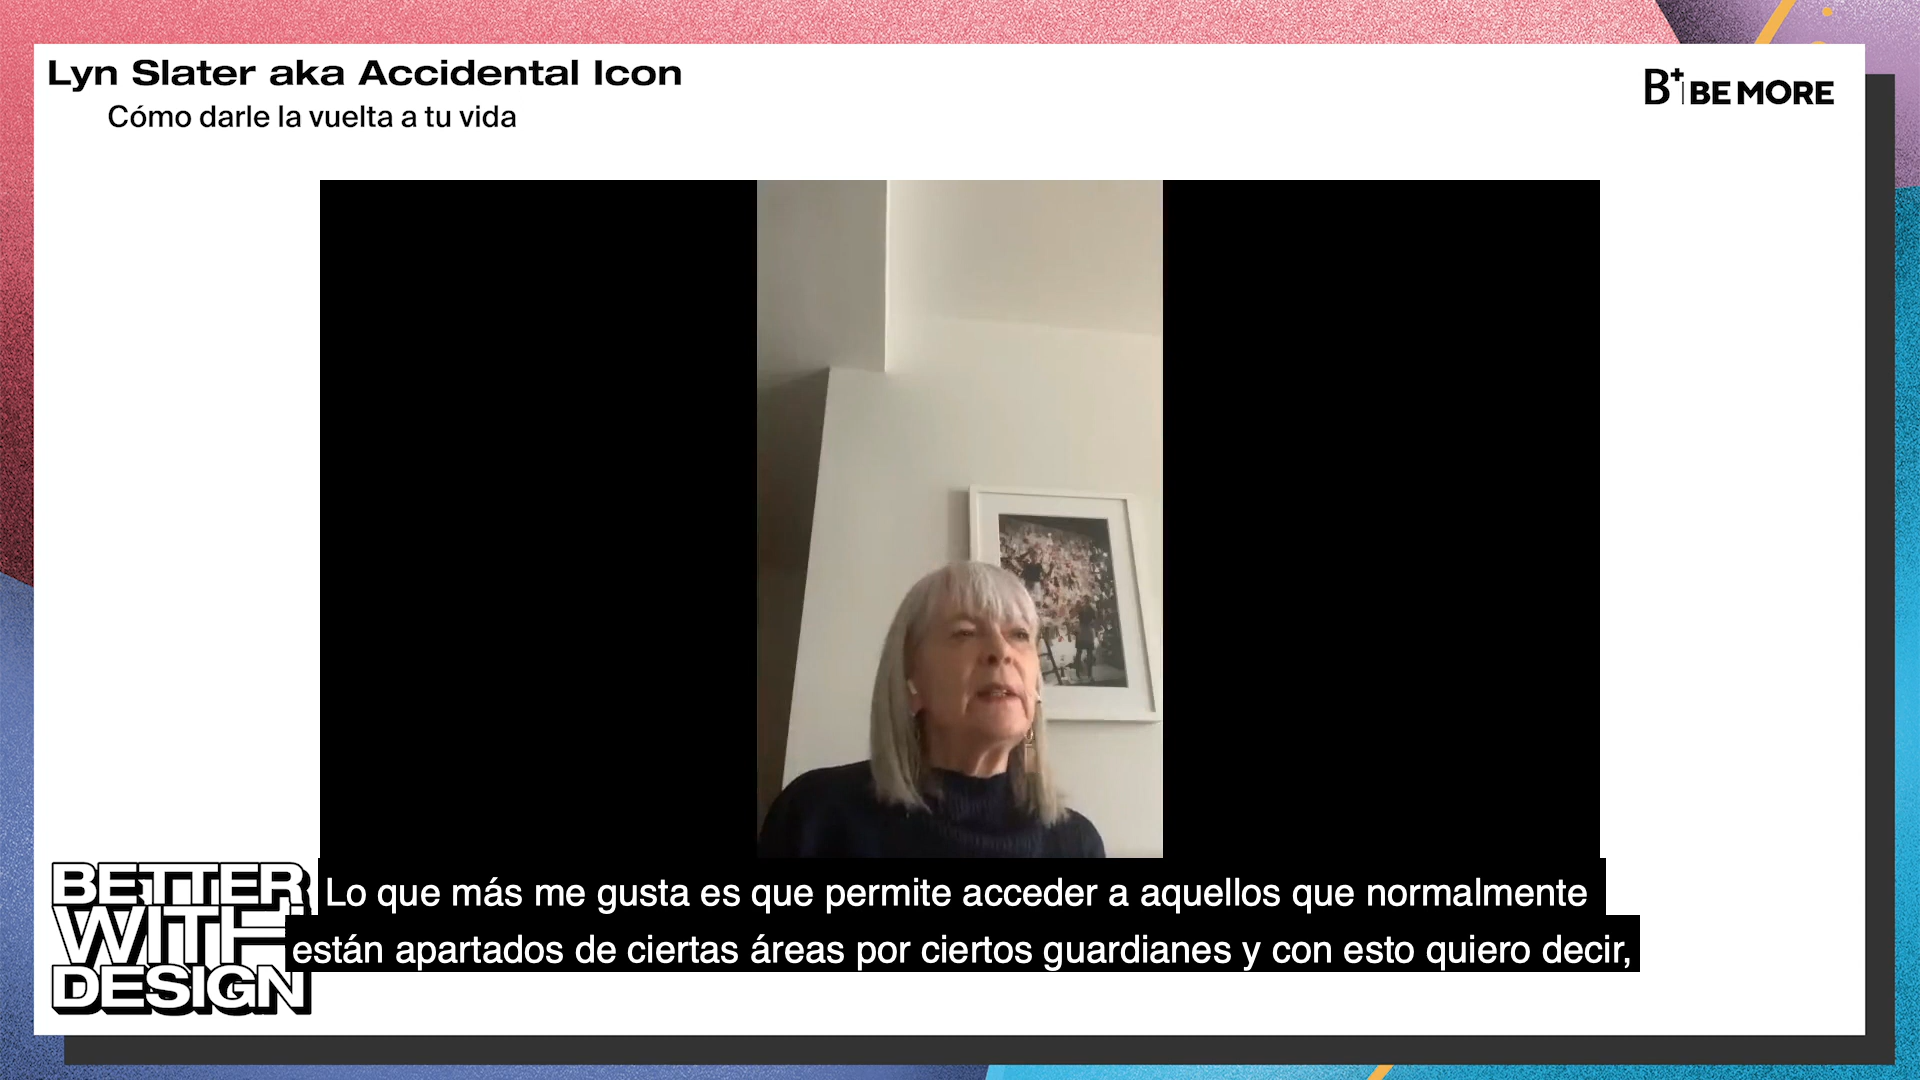 Lyn Slater aka Accidental Icon
Cómo darle la vuelta a tu vida
B+ BE MORE
BETTER
WITH
DESIGN
Lo que más me gusta es que permite acceder a aquellos que normalmente
están apartados de ciertas áreas por ciertos guardianes y con esto quiero decir,